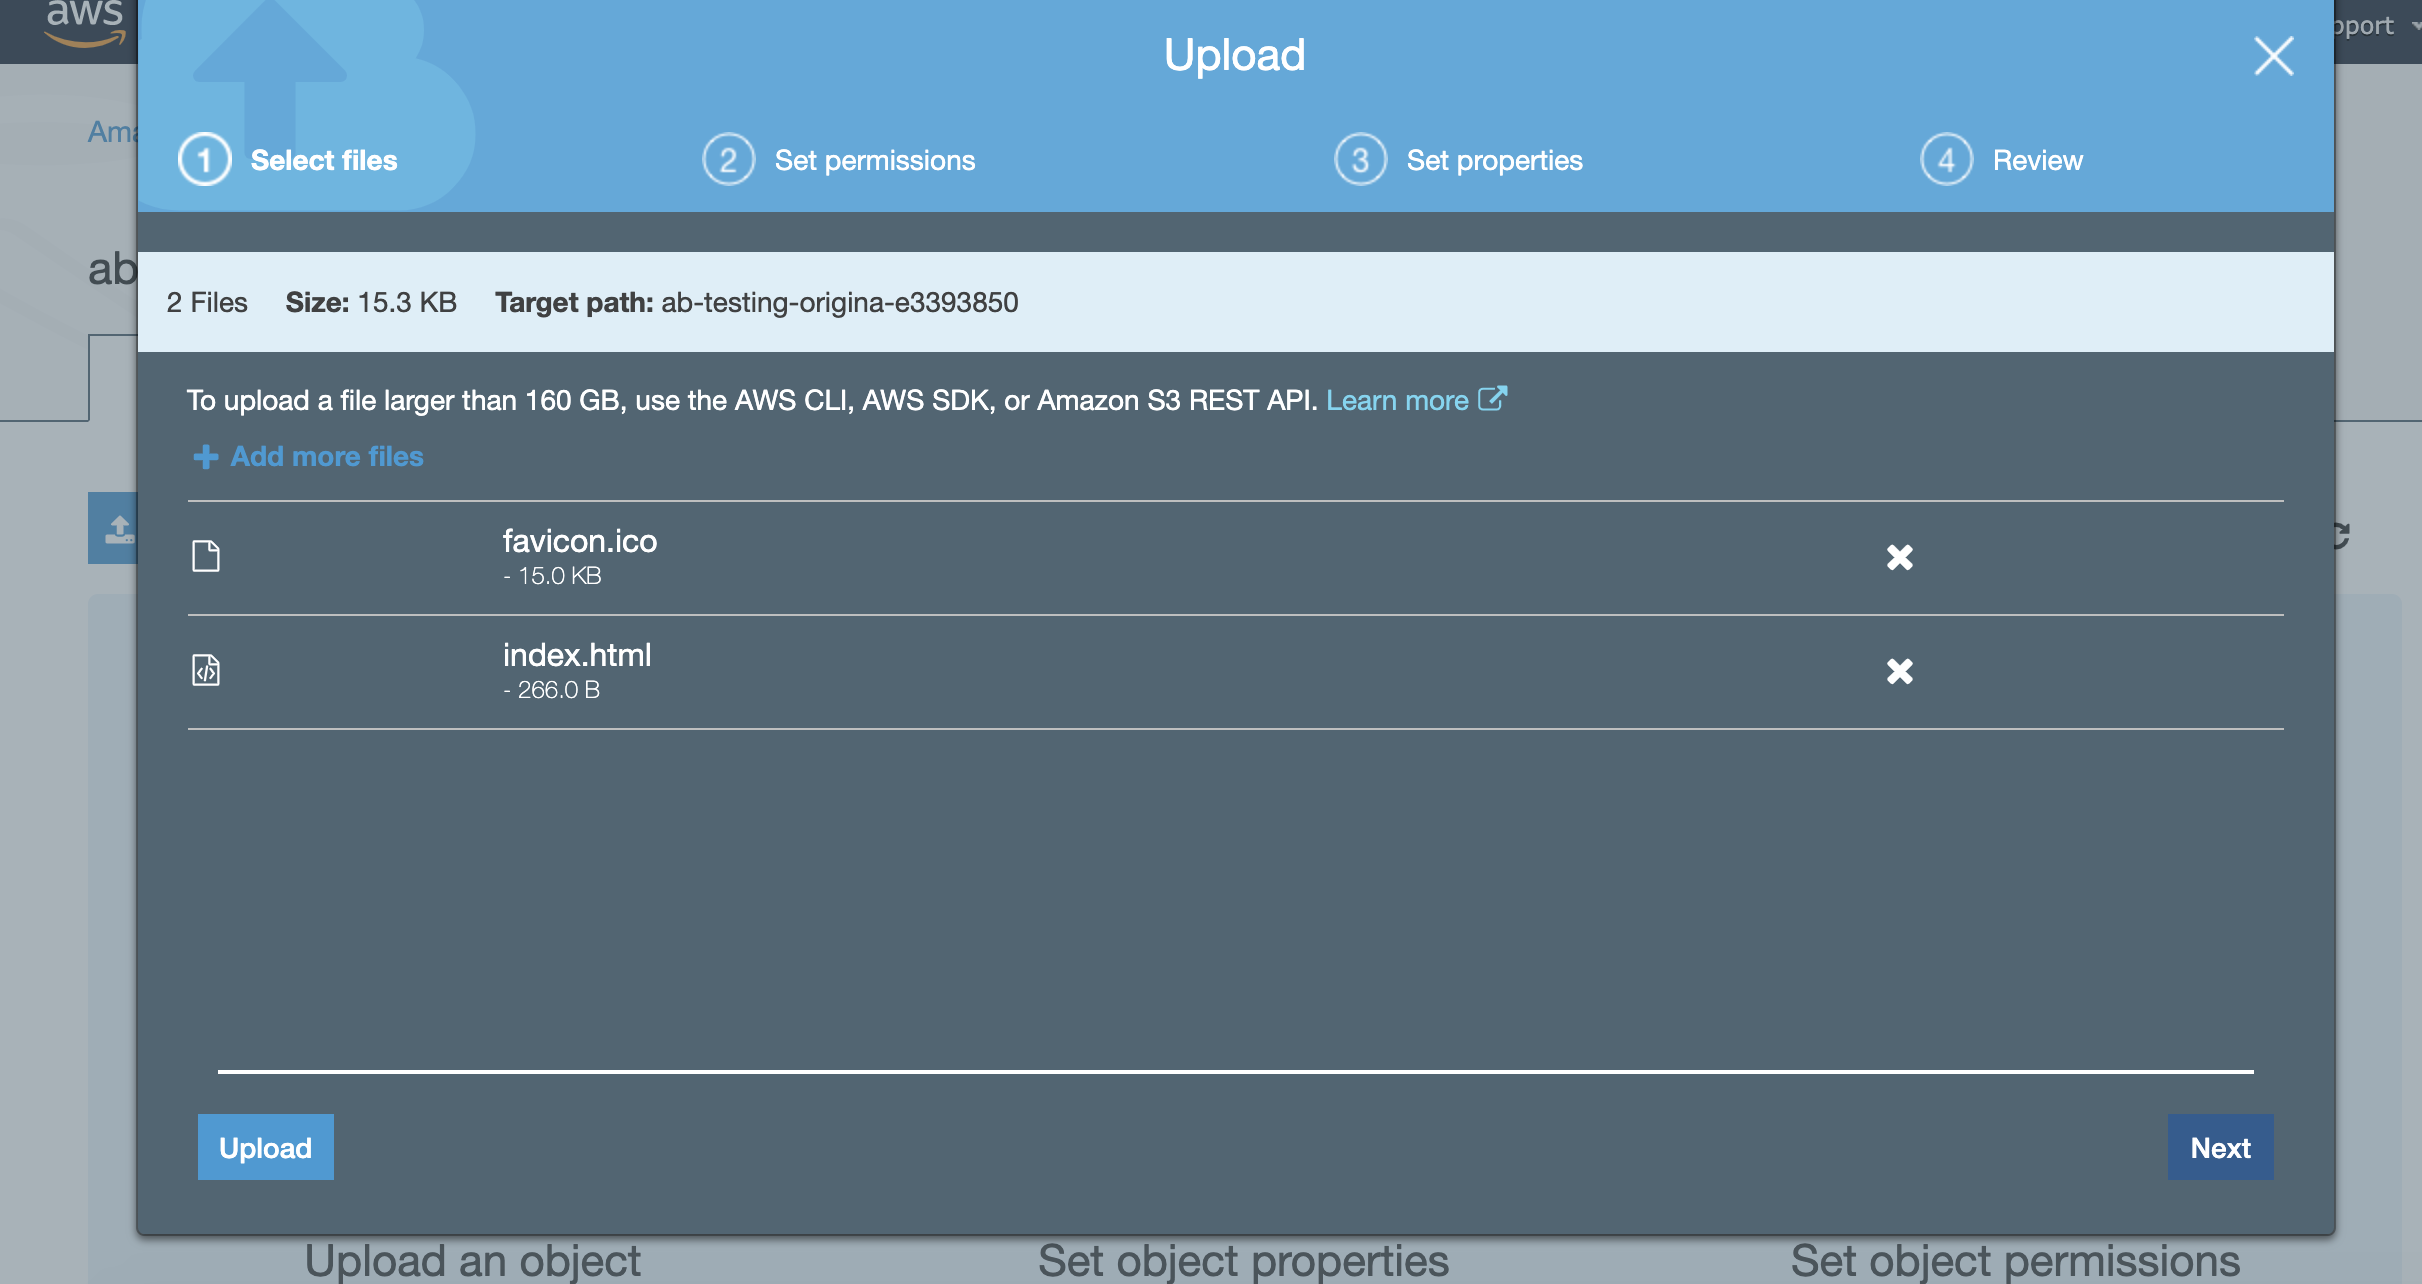 aws
Upload
pport
Ama
1 Select files
2 Set permissions
3 Set properties
4 Review
ab
2 Files Size: 15.3 KB Target path: ab-testing-origina-e3393850
To upload a file larger than 160 GB, use the AWS CLI, AWS SDK, or Amazon S3 REST API. Learn more
Add more files
favicon.ico
- 15.0 KB
index.html
- 266.0 B
Upload
Next
Upload an object
Set object properties
Set object permissions